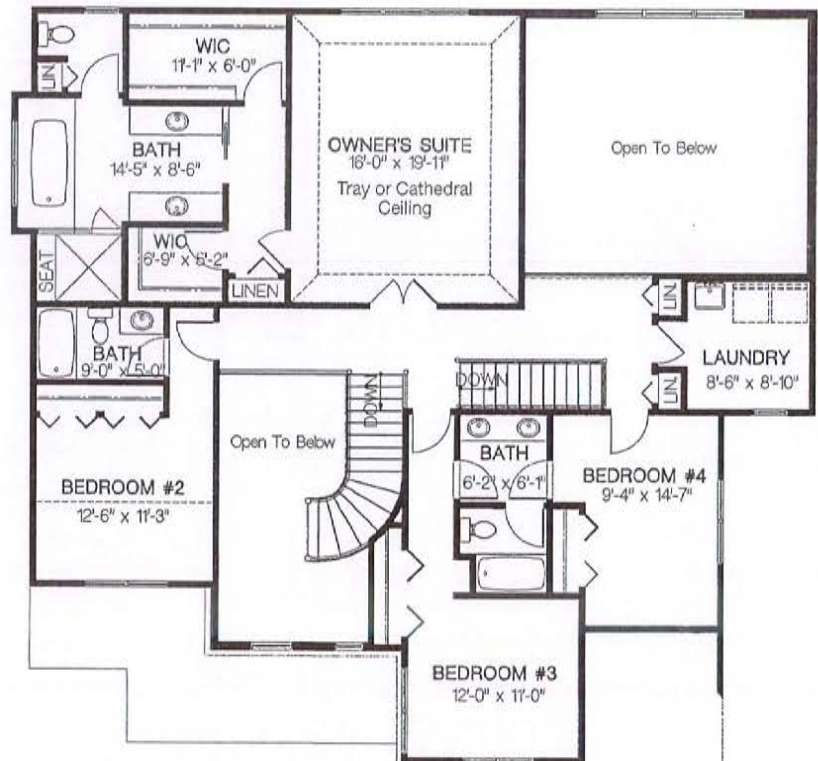 WIC
11'-1" x 6'-0"
LIN
BATH
14'-5" x 8'-6"
OWNER'S SUITE
16'-0" x 19'-11"
Tray or Cathedral
Ceiling
Open To Below
WIC
6'-9" x 5'-2"
SEAT
LINEN
LIN
BATH
9'-0" x 5'-0"
LAUNDRY
8'-6" x 8'-10"
LIN
DOWN
DOWN
Open To Below
BATH
6'-2" x 6'-1"
BEDROOM #4
9'-4" x 14'-7"
BEDROOM #2
12'-6" x 11'-3"
BEDROOM #3
12'-0" x 11'-0"